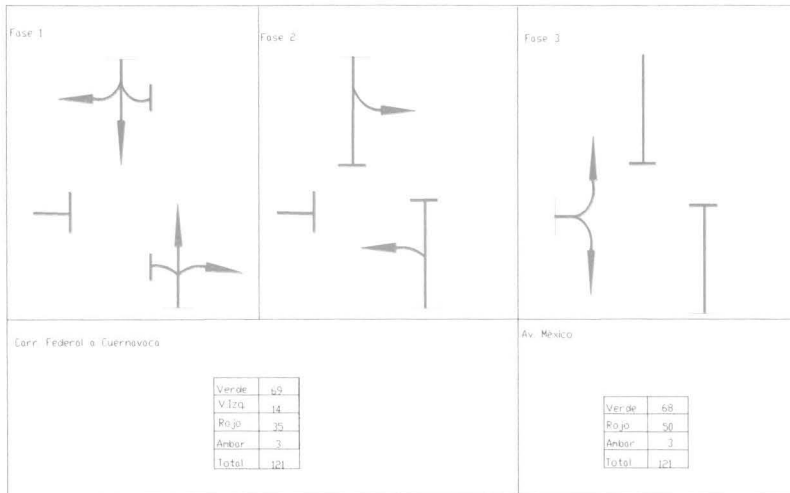 Fase 1
Fase 2
Fase 3
Carr. Federal a Cuernavaca
Verde 69
V.Izq. 14
Rojo 35
Ambar 3
Total 121
Av. México
Verde 68
Rojo 50
Ambar 3
Total 121